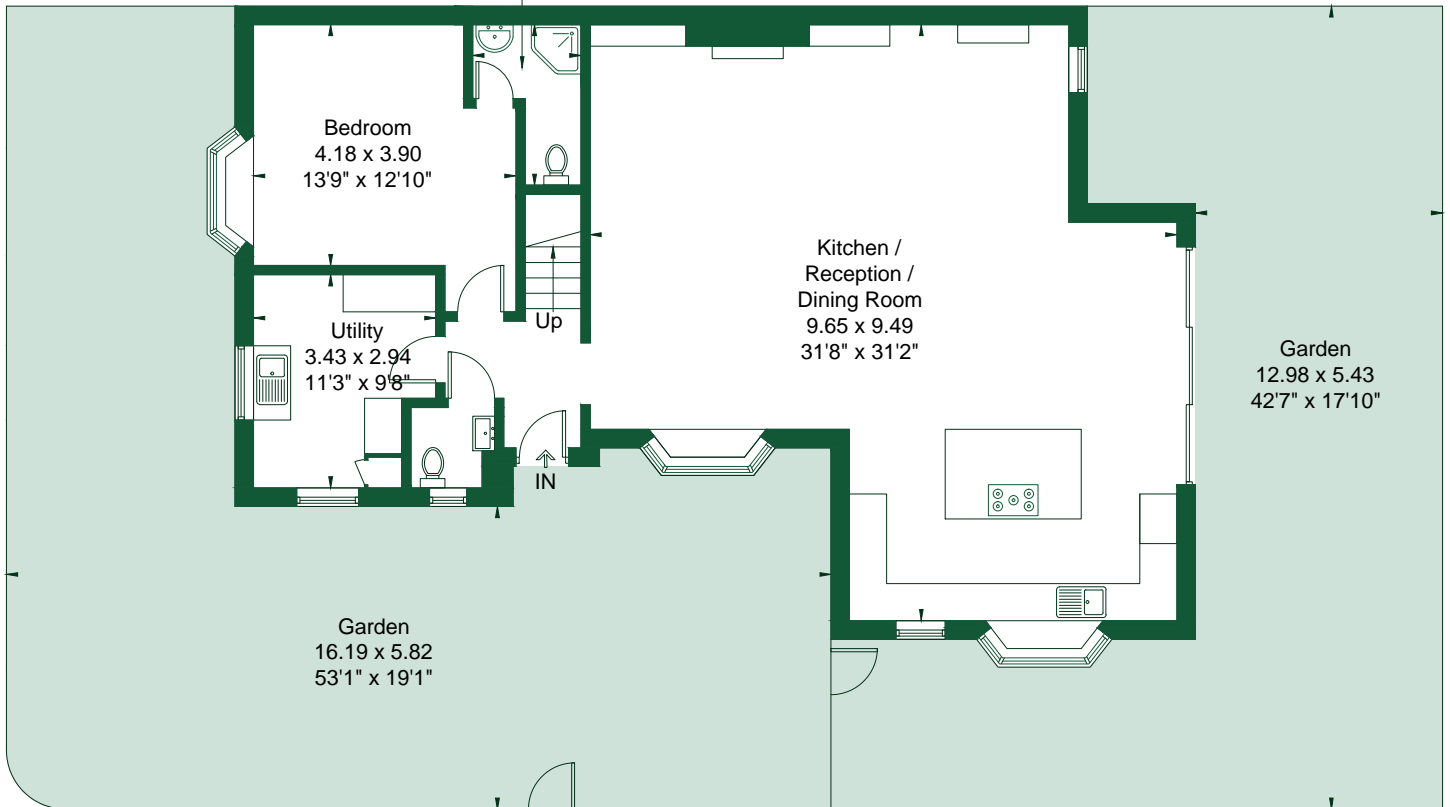 Bedroom
4.18 x 3.90
13'9" x 12'10"
Kitchen /
Reception /
Dining Room
9.65 x 9.49
31'8" x 31'2"
Up
Utility
3.43 x 2.94
11'3" x 9'8"
Garden
12.98 x 5.43
42'7" x 17'10"
IN
Garden
16.19 x 5.82
53'1" x 19'1"